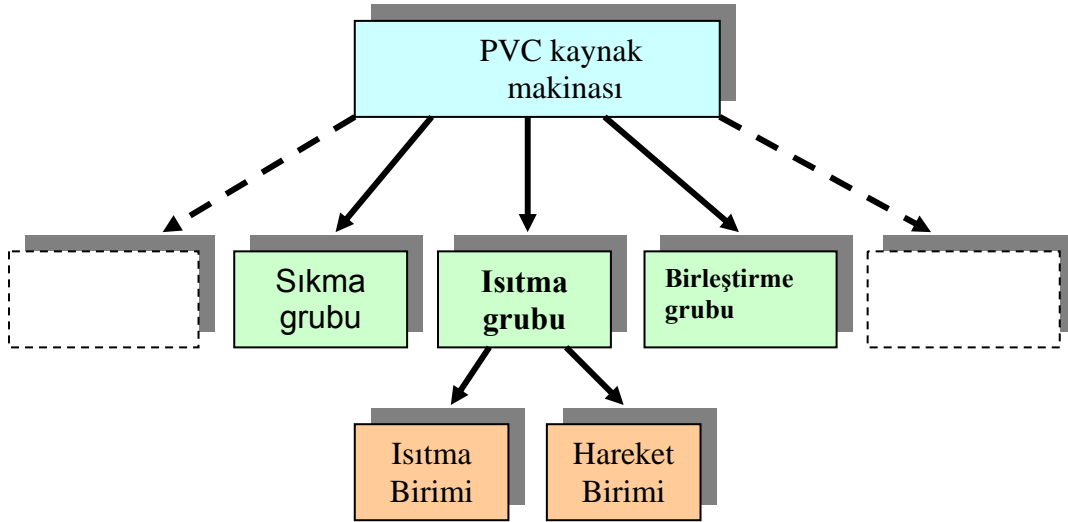 PVC kaynak
makinası
Sıkma
grubu
Isıtma
grubu
Birleştirme
grubu
Isıtma
Birimi
Hareket
Birimi